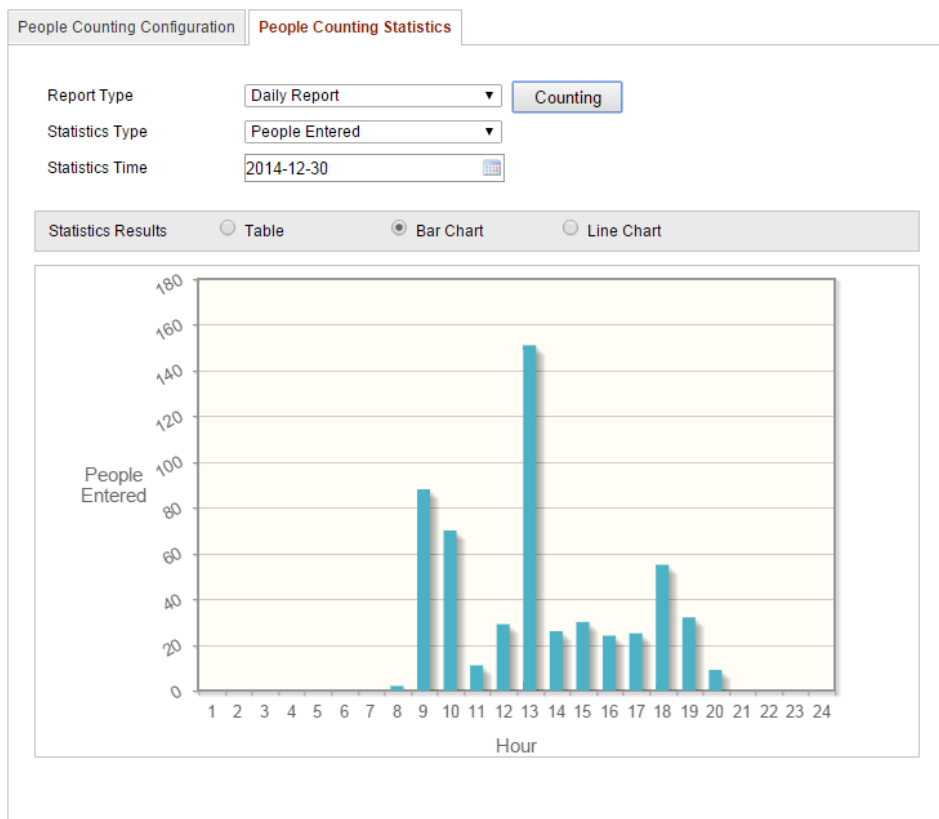 People Counting Configuration People Counting Statistics
Report Type Daily Report Counting
Statistics Type People Entered
Statistics Time 2014-12-30
Statistics Results Table Bar Chart Line Chart
180
160
140
120
100
People
Entered
80
60
40
20
0
1 2 3 4 5 6 7 8 9 10 11 12 13 14 15 16 17 18 19 20 21 22 23 24
Hour